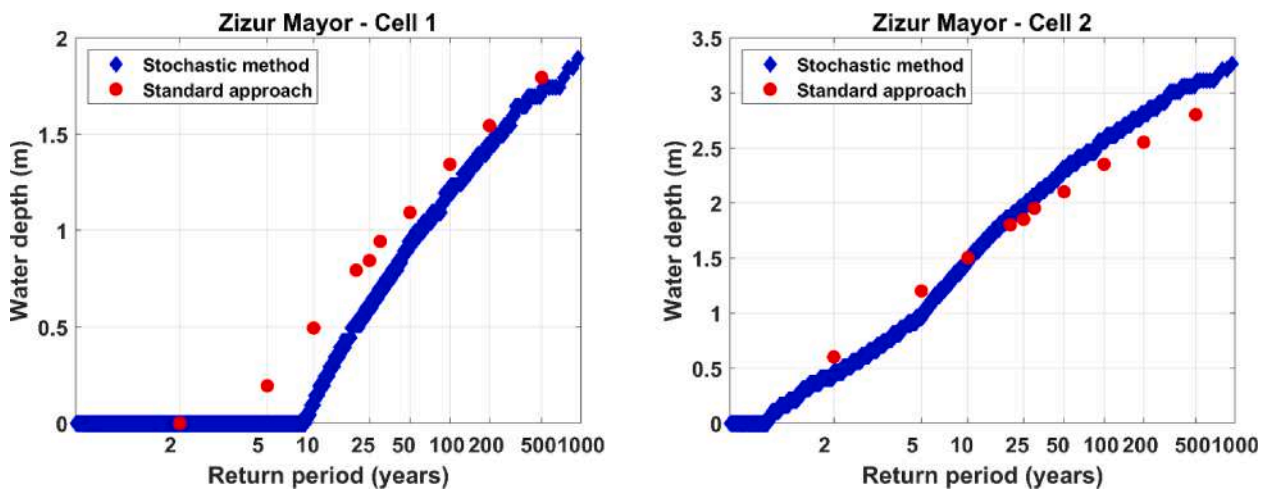 Zizur Mayor - Cell 1
Stochastic method
Standard approach
Water depth (m)
2
1.5
1
0.5
0
2 5 10 25 50 100 200 5001000
Return period (years)
Zizur Mayor - Cell 2
Stochastic method
Standard approach
Water depth (m)
3.5
3
2.5
2
1.5
1
0.5
0
2 5 10 25 50 100 200 5001000
Return period (years)